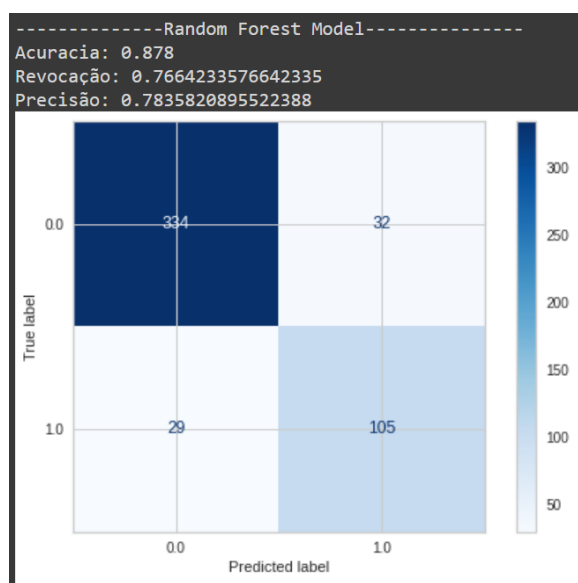 --------------Random Forest Model---------------
Acuracia: 0.878
Revocação: 0.7664233576642335
Precisão: 0.7835820895522388
0.0
334
32
1.0
29
105
0.0
1.0
True label
Predicted label
300
250
200
150
100
50